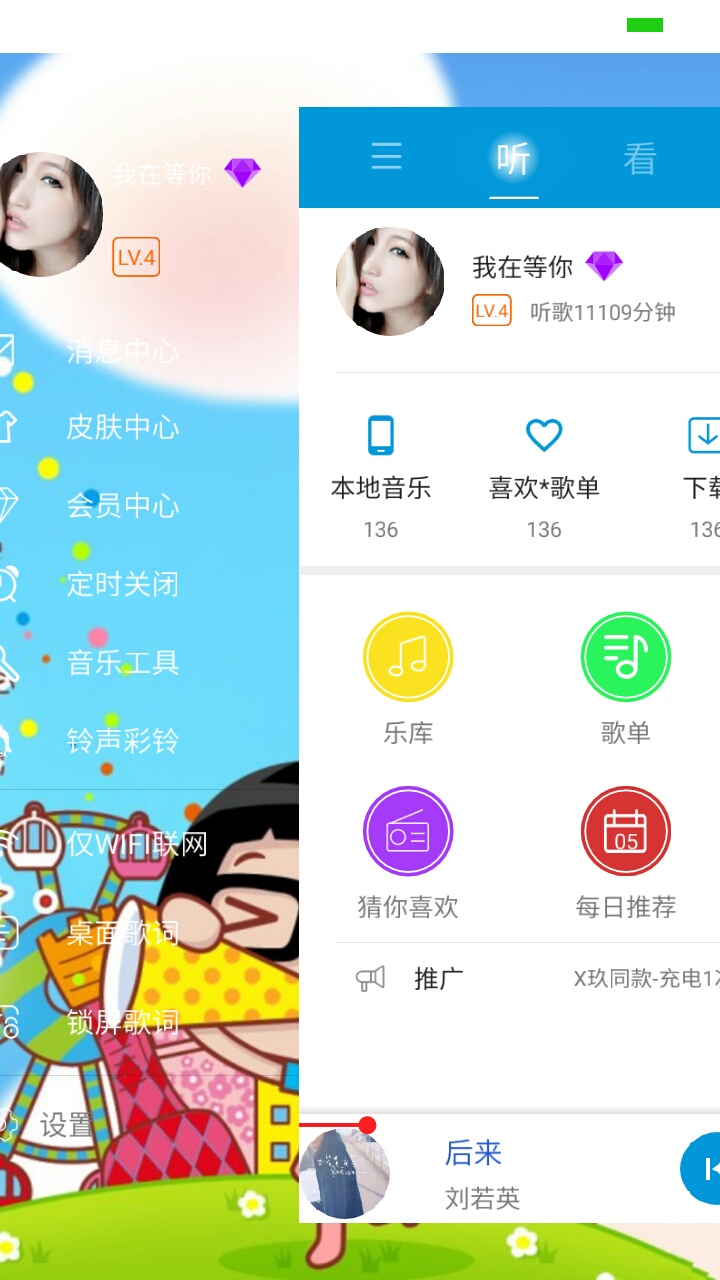 我在等你
LV.4
消息中心
皮肤中心
会员中心
定时关闭
音乐工具
铃声彩铃
仅WIFI联网
桌面歌词
锁屏歌词
设置
听
看
我在等你
LV.4 听歌11109分钟
本地音乐 喜欢*歌单 下载
136 136 136
乐库 歌单
05
猜你喜欢 每日推荐
推广 X玖同款-充电1
后来
刘若英